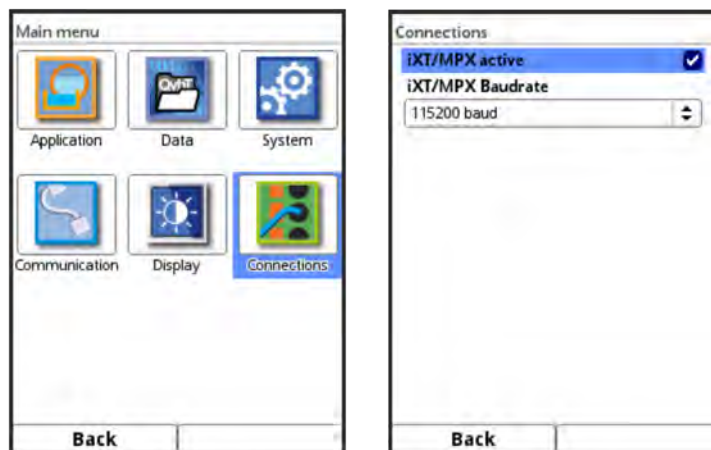 Main menu
QVMT
Application
Data
System
Communication
Display
Connections
Back
Connections
iXT/MPX active
iXT/MPX Baudrate
115200 baud
Back